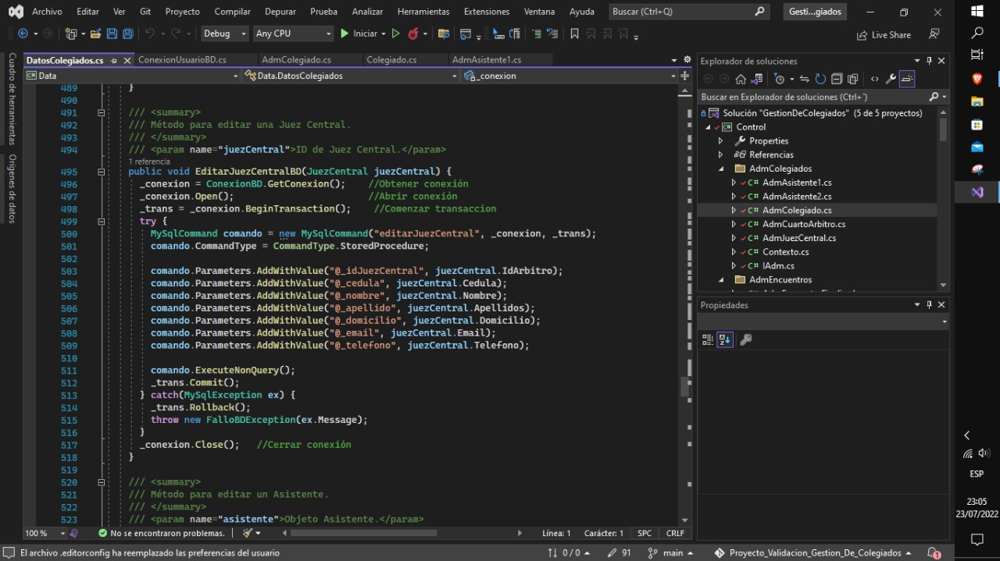 Archivo Editar Ver Git Proyecto Compilar Depurar Prueba Analizar Herramientas Extensiones Ventana Ayuda Buscar (Ctrl+Q) Gesti...giados
Debug Any CPU Iniciar Live Share
Cuadro de herramientas
Orígenes de datos
DatosColegiados.cs ConexionUsuarioBD.cs AdmColegiado.cs Colegiado.cs AdmAsistente1.cs
Data Data.DatosColegiados _conexion
489 }
490
491 /// <summary>
492 /// Método para editar una Juez Central.
493 /// </summary>
494 /// <param name="juezCentral">ID de Juez Central.</param>
1 referencia
495 public void EditarJuezCentralBD(JuezCentral juezCentral) {
496 _conexion = ConexionBD.GetConexion(); //Obtener conexión
497 _conexion.Open(); //Abrir conexión
498 _trans = _conexion.BeginTransaction(); //Comenzar transaccion
499 try {
500 MySqlCommand comando = new MySqlCommand("editarJuezCentral", _conexion, _trans);
501 comando.CommandType = CommandType.StoredProcedure;
502
503 comando.Parameters.AddWithValue("@_idJuezCentral", juezCentral.IdArbitro);
504 comando.Parameters.AddWithValue("@_cedula", juezCentral.Cedula);
505 comando.Parameters.AddWithValue("@_nombre", juezCentral.Nombre);
506 comando.Parameters.AddWithValue("@_apellido", juezCentral.Apellidos);
507 comando.Parameters.AddWithValue("@_domicilio", juezCentral.Domicilio);
508 comando.Parameters.AddWithValue("@_email", juezCentral.Email);
509 comando.Parameters.AddWithValue("@_telefono", juezCentral.Telefono);
510
511 comando.ExecuteNonQuery();
512 _trans.Commit();
513 } catch(MySqlException ex) {
514 _trans.Rollback();
515 throw new FalloBDException(ex.Message);
516 }
517 _conexion.Close(); //Cerrar conexión
518 }
519
520 /// <summary>
521 /// Método para editar un Asistente.
522 /// </summary>
523 /// <param name="asistente">Objeto Asistente.</param>
100 % No se encontraron problemas. Línea: 1 Carácter: 1 SPC CRLF
Explorador de soluciones
Buscar en Explorador de soluciones (Ctrl+¨)
Solución "GestionDeColegiados" (5 de 5 proyectos)
Control
Properties
Referencias
AdmColegiados
C# AdmAsistente1.cs
C# AdmAsistente2.cs
C# AdmColegiado.cs
C# AdmCuartoArbitro.cs
C# AdmJuezCentral.cs
C# Contexto.cs
C# IAdm.cs
AdmEncuentros
Propiedades
El archivo .editorconfig ha reemplazado las preferencias del usuario 0 / 0 91 main Proyecto_Validacion_Gestion_De_Colegiados 1
ESP
23:05
23/07/2022